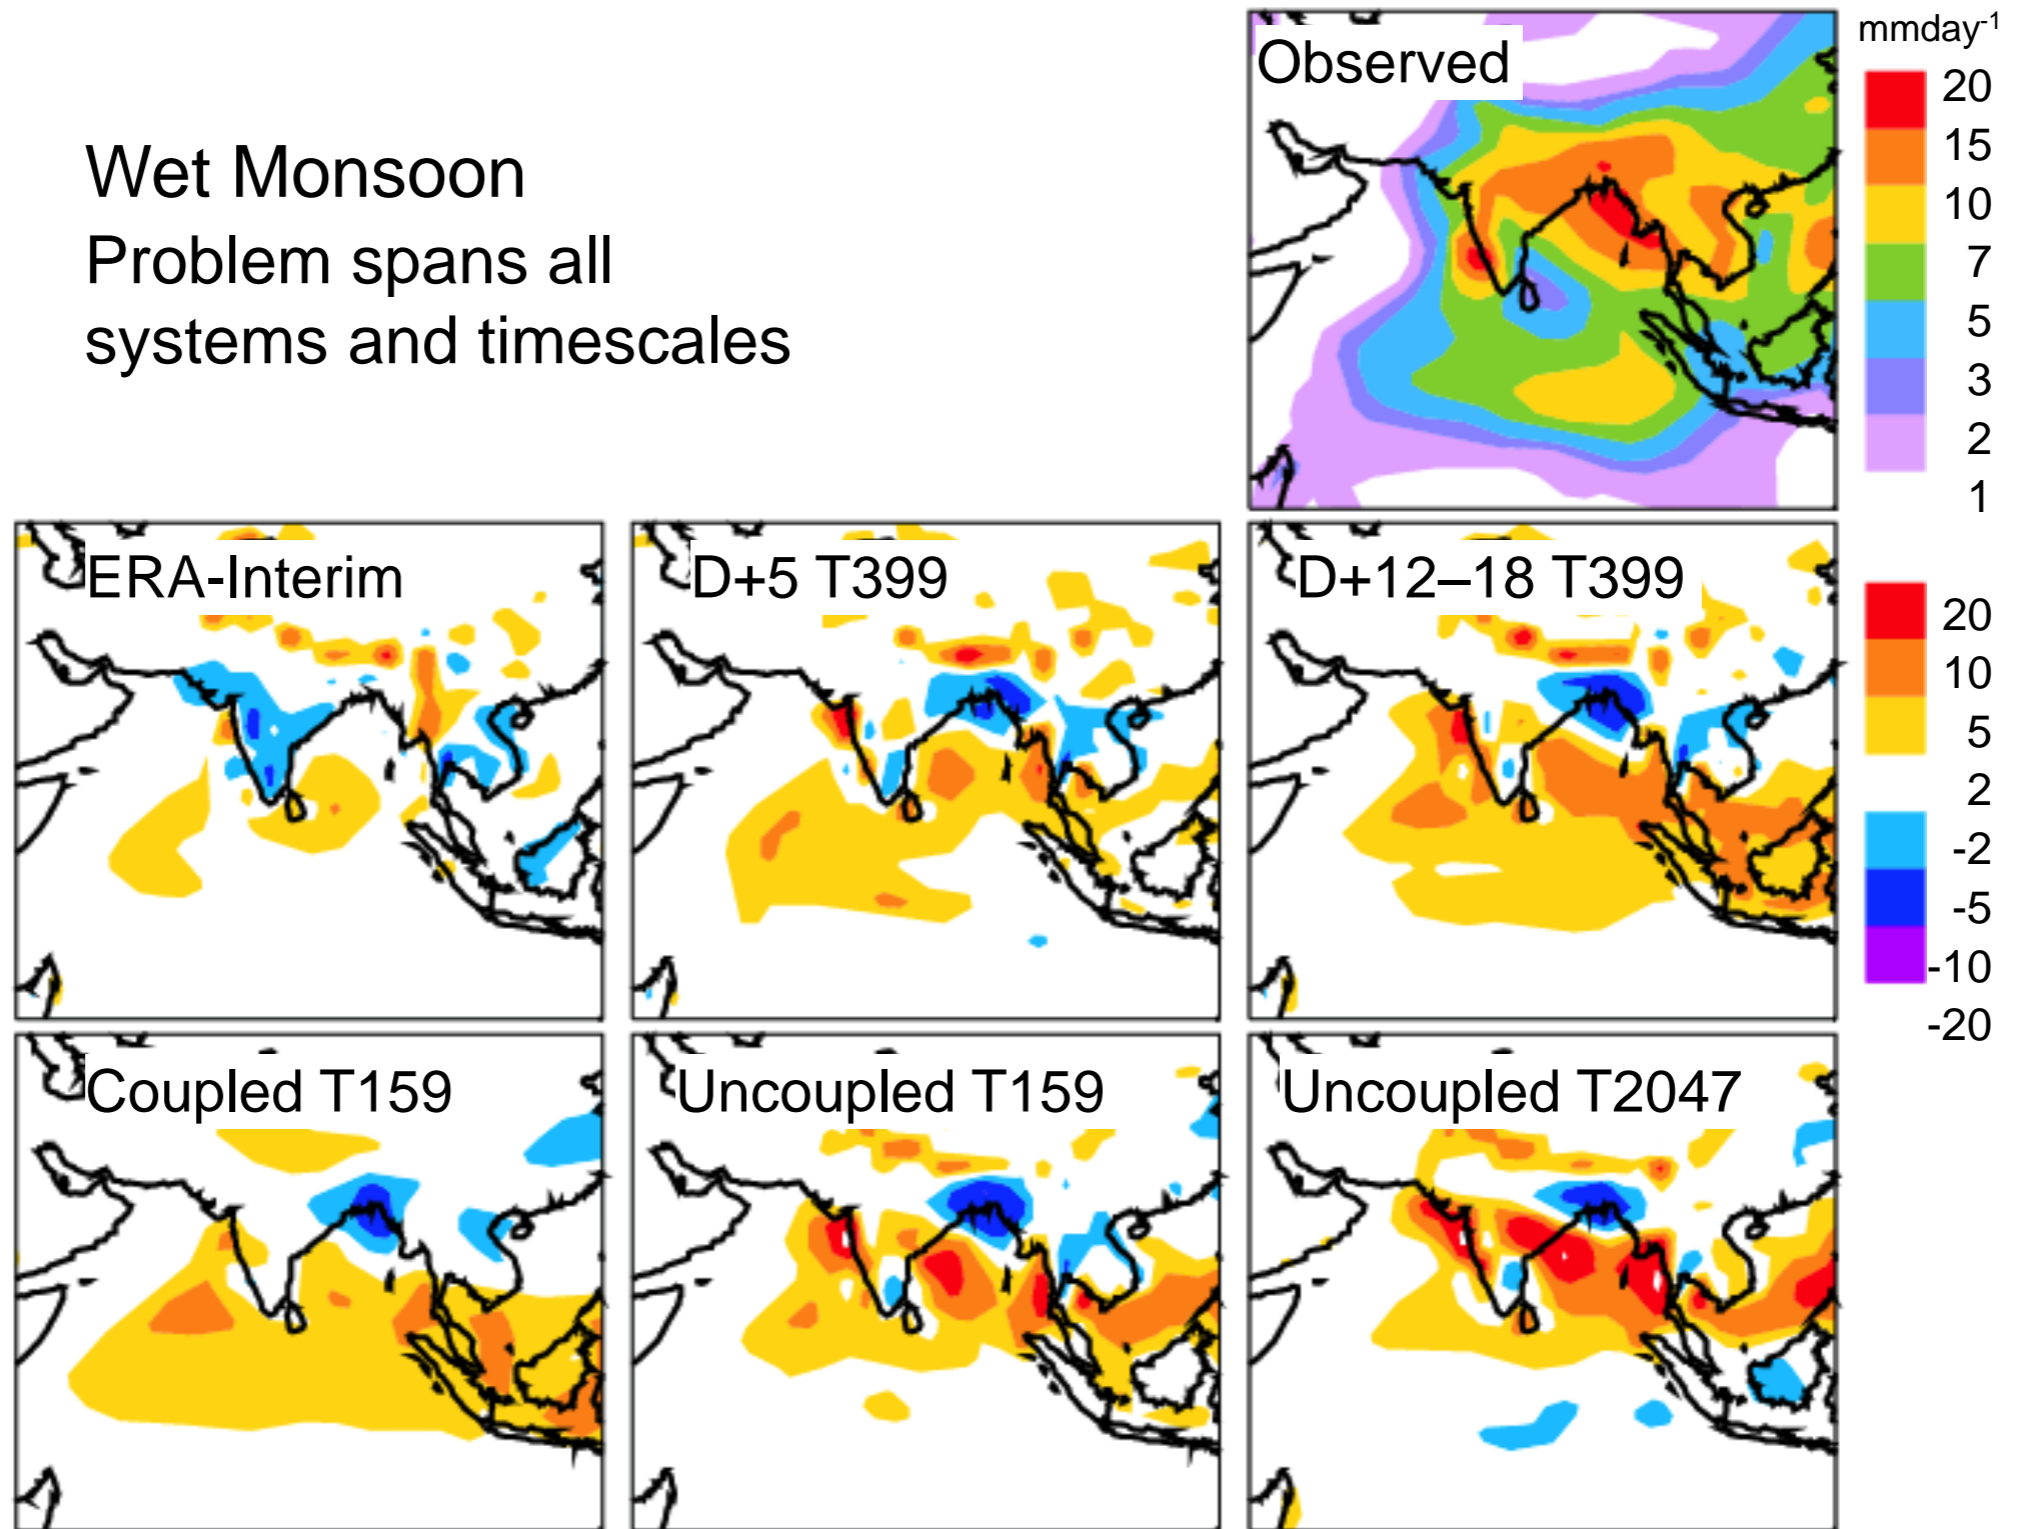 Observed
mmday⁻¹
20
15
10
7
5
3
2
1
Wet Monsoon
Problem spans all
systems and timescales
ERA-Interim
D+5 T399
D+12–18 T399
20
10
5
2
-2
-5
-10
-20
Coupled T159
Uncoupled T159
Uncoupled T2047